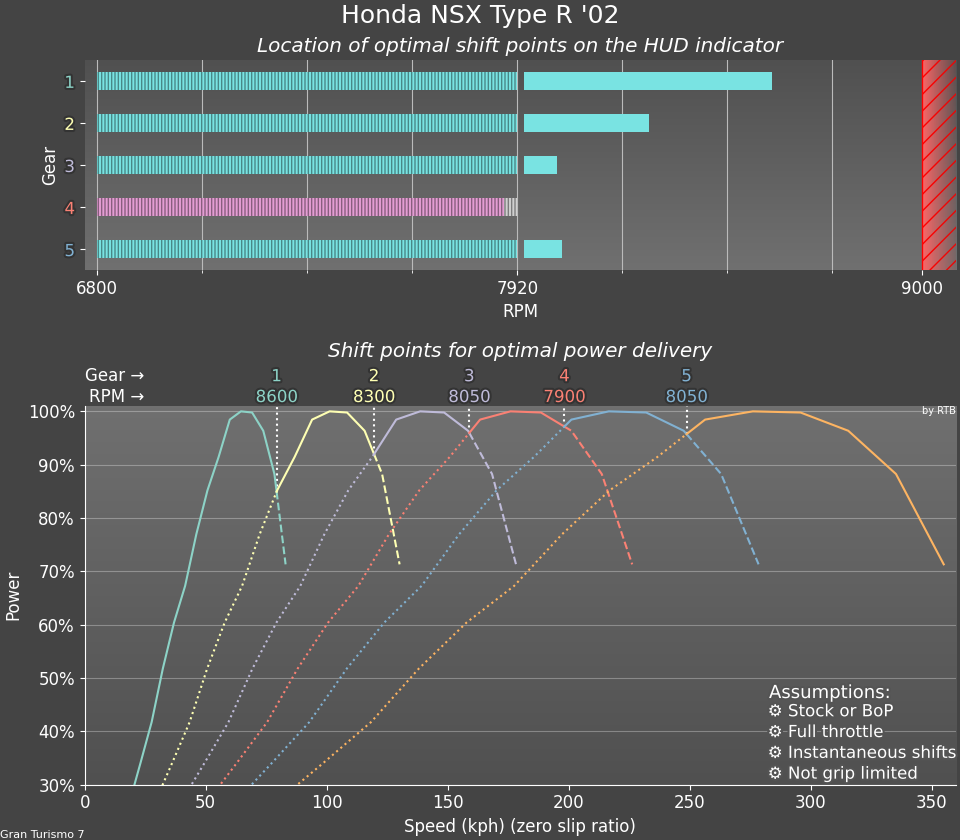 Honda NSX Type R '02
Location of optimal shift points on the HUD indicator
Gear
1
2
3
4
5
6800 7920 9000
RPM
Shift points for optimal power delivery
Gear → 1 2 3 4 5
RPM → 8600 8300 8050 7900 8050
by RTB
Power
100%
90%
80%
70%
60%
50%
40%
30%
Assumptions:
⚙ Stock or BoP
⚙ Full throttle
⚙ Instantaneous shifts
⚙ Not grip limited
0 50 100 150 200 250 300 350
Speed (kph) (zero slip ratio)
Gran Turismo 7